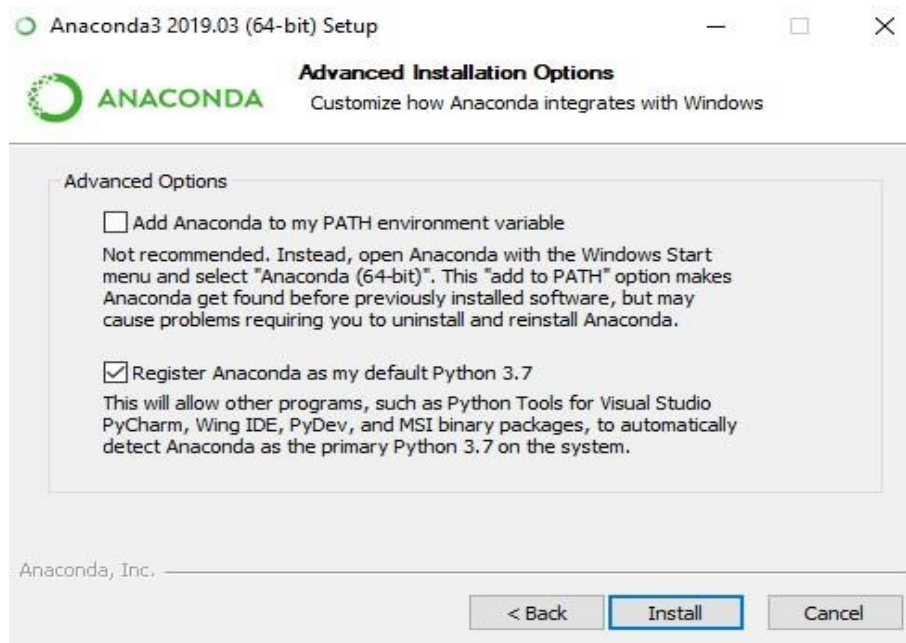 Anaconda3 2019.03 (64-bit) Setup
ANACONDA
Advanced Installation Options
Customize how Anaconda integrates with Windows
Advanced Options
Add Anaconda to my PATH environment variable
Not recommended. Instead, open Anaconda with the Windows Start
menu and select "Anaconda (64-bit)". This "add to PATH" option makes
Anaconda get found before previously installed software, but may
cause problems requiring you to uninstall and reinstall Anaconda.
Register Anaconda as my default Python 3.7
This will allow other programs, such as Python Tools for Visual Studio
PyCharm, Wing IDE, PyDev, and MSI binary packages, to automatically
detect Anaconda as the primary Python 3.7 on the system.
Anaconda, Inc.
< Back Install Cancel